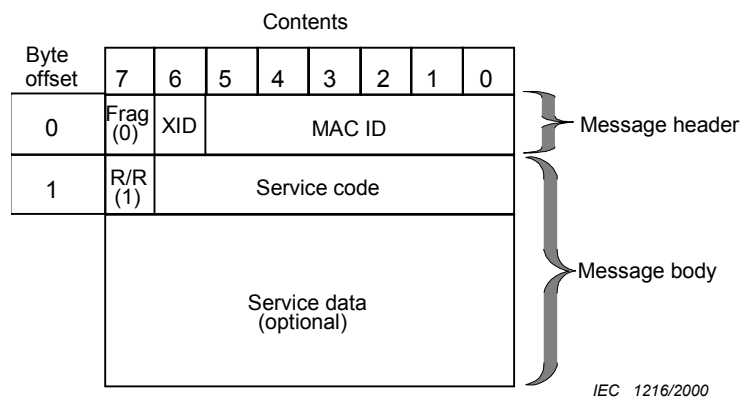 Contents
Byte
offset
7 6 5 4 3 2 1 0
0 Frag
(0) XID MAC ID Message header
1 R/R
(1) Service code
Message body
Service data
(optional)
IEC 1216/2000